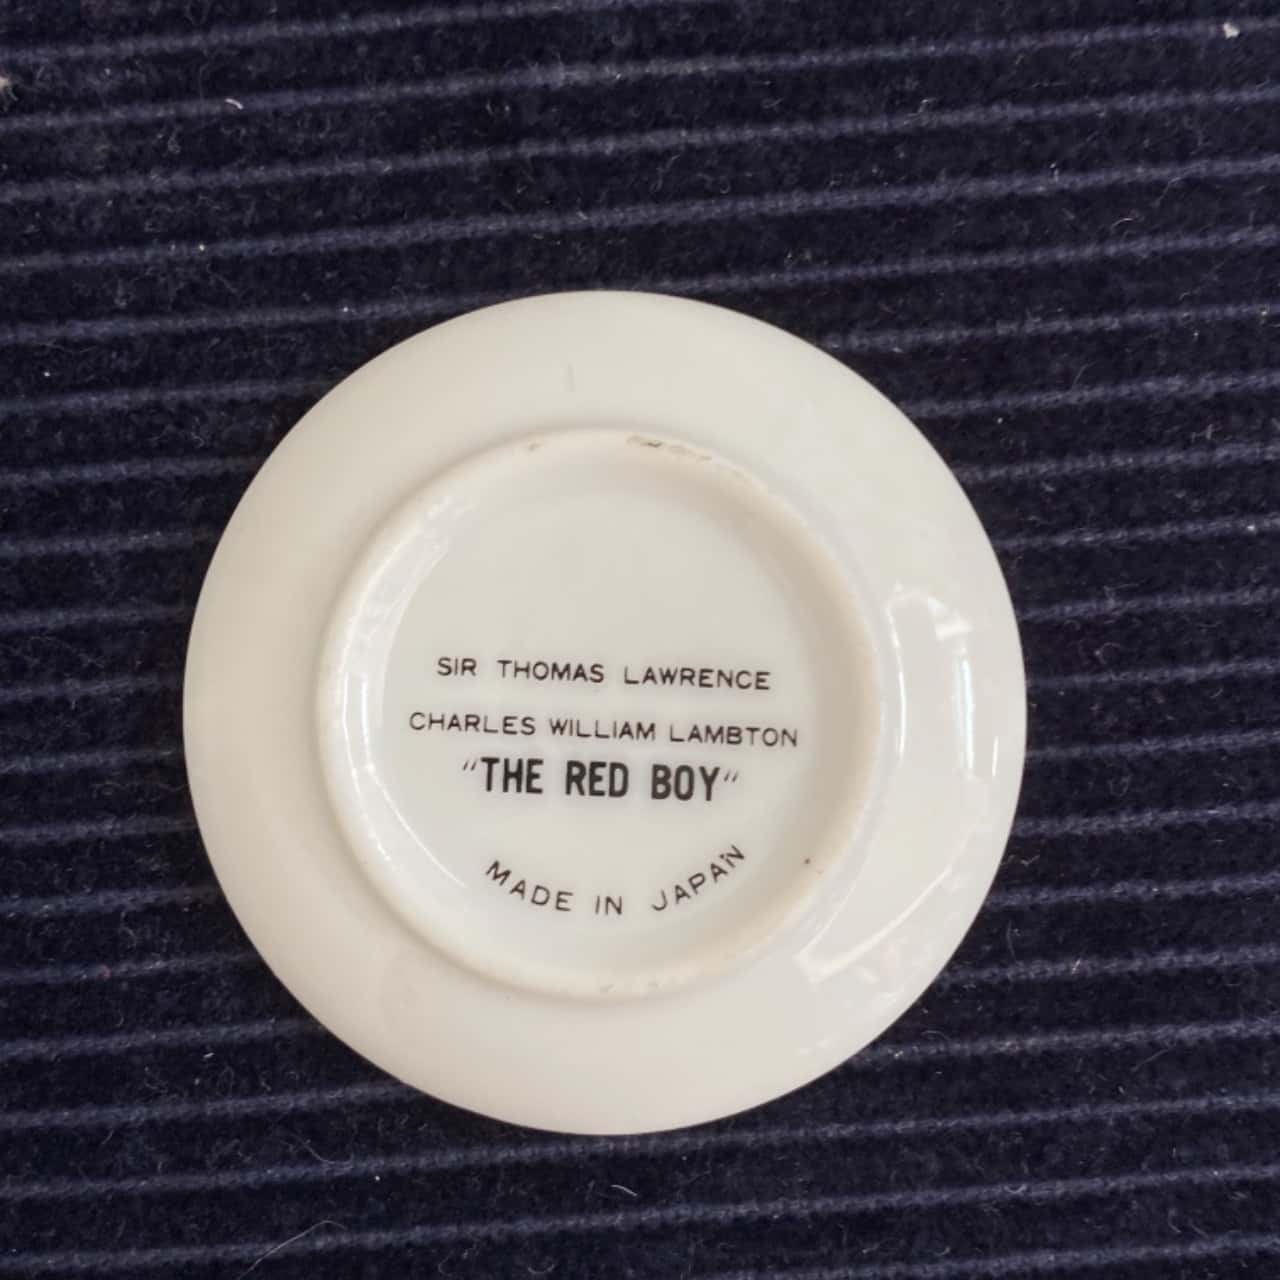 SIR THOMAS LAWRENCE
CHARLES WILLIAM LAMBTON
"THE RED BOY"
MADE IN JAPAN